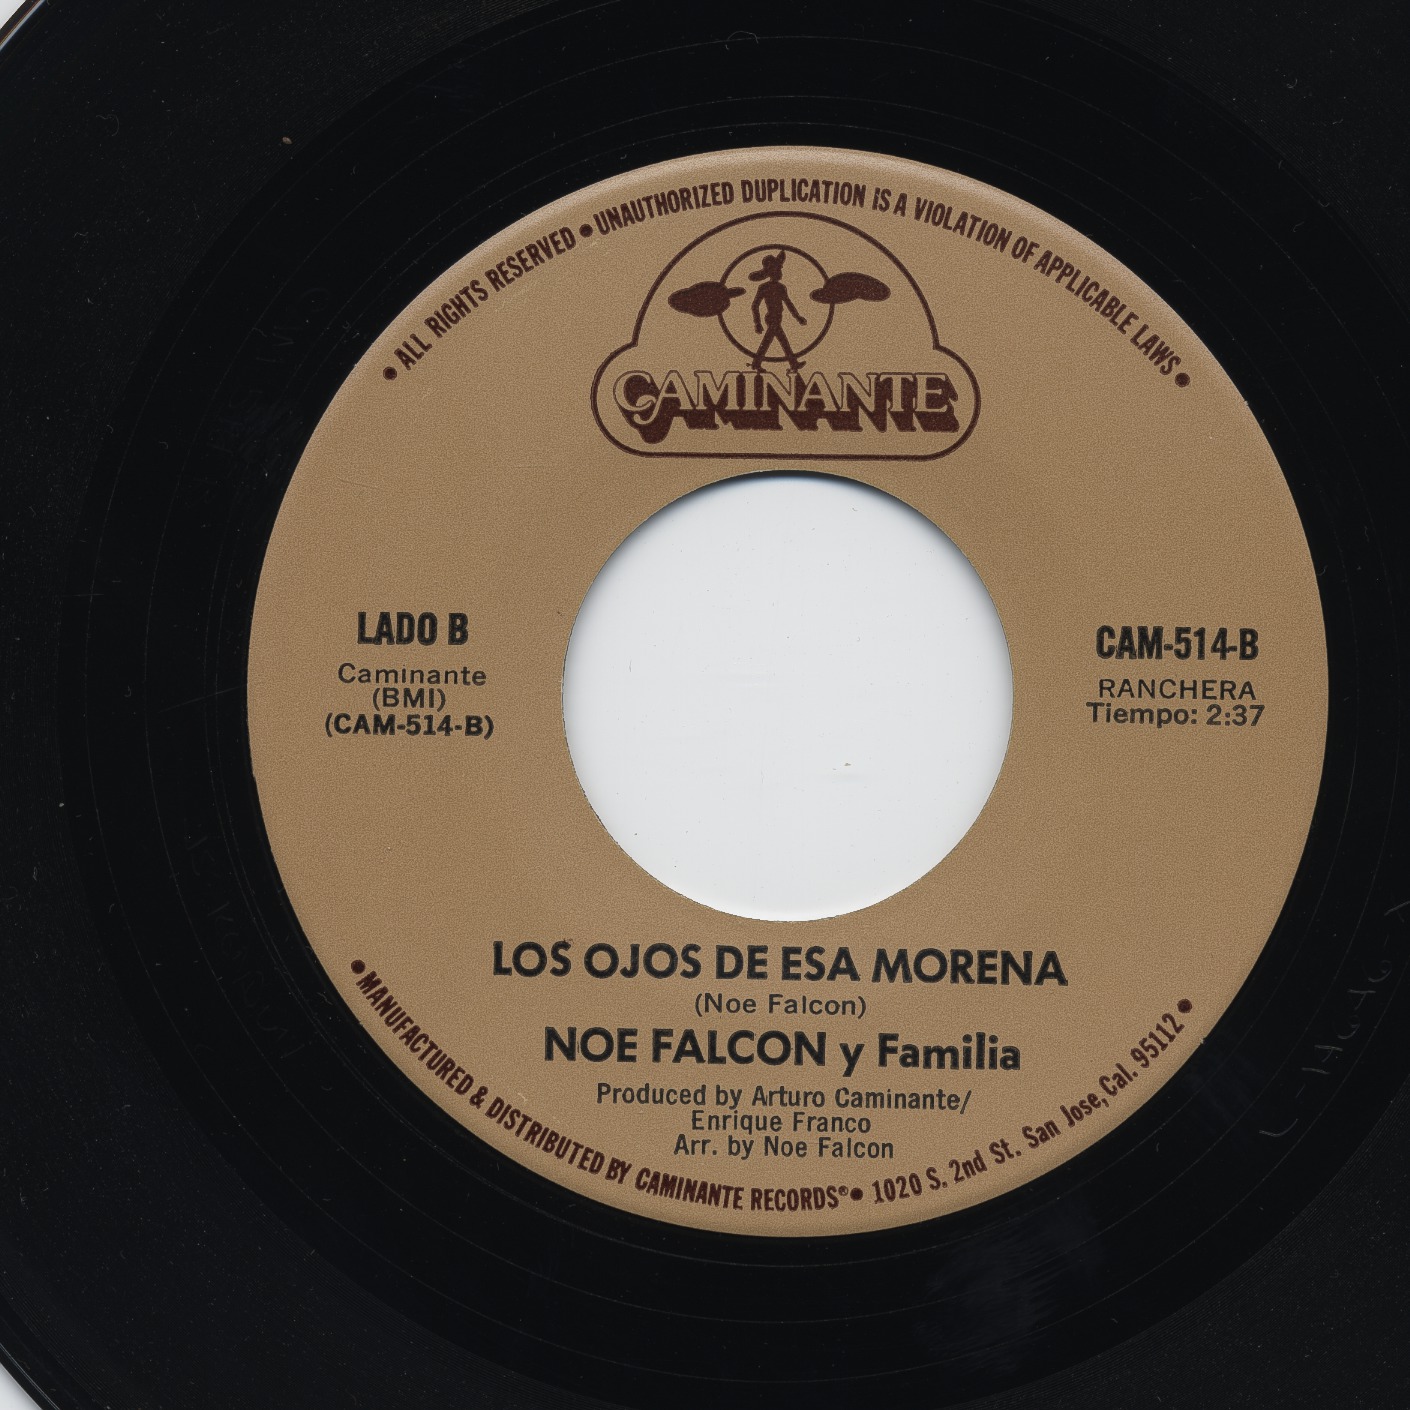 • ALL RIGHTS RESERVED • UNAUTHORIZED DUPLICATION IS A VIOLATION OF APPLICABLE LAWS •
CAMINANTE
LADO B
Caminante
(BMI)
(CAM-514-B)
CAM-514-B
RANCHERA
Tiempo: 2:37
LOS OJOS DE ESA MORENA
(Noe Falcon)
NOE FALCON y Familia
Produced by Arturo Caminante/
Enrique Franco
Arr. by Noe Falcon
• MANUFACTURED & DISTRIBUTED BY CAMINANTE RECORDS® • 1020 S. 2nd St. San Jose, Cal. 95112 •